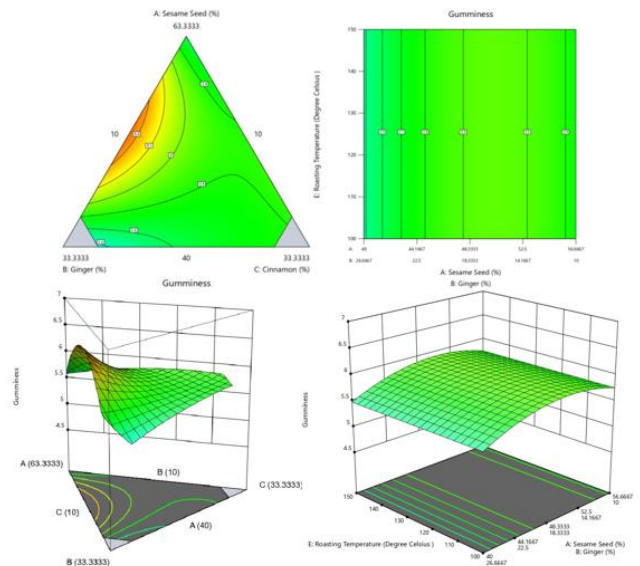 A: Sesame Seed (%)
63.3333
10
10
33.3333
40
33.3333
B: Ginger (%)
C: Cinnamon (%)
Gumminess
E: Roasting Temperature (Degree Celsius )
150
140
130
120
110
100
A: 40 44.1667 48.3333 52.5 56.6667
B: 26.6667 22.5 18.3333 14.1667 10
A: Sesame Seed (%)
B: Ginger (%)
Gumminess
Gumminess
7
6.5
6
5.5
5
4.5
A (63.3333)
B (10)
C (33.3333)
C (10)
A (40)
B (33.3333)
Gumminess
7
6.5
6
5.5
5
4.5
150
140
130
120
110
100
E: Roasting Temperature (Degree Celsius )
56.6667
10
52.5
14.1667
48.3333
18.3333
44.1667
22.5
40
26.6667
A: Sesame Seed (%)
B: Ginger (%)